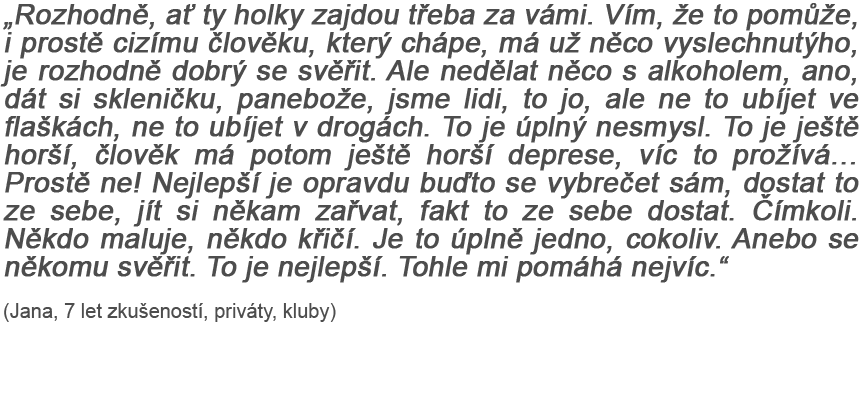 „Rozhodně, ať ty holky zajdou třeba za vámi. Vím, že to pomůže,
i prostě cizímu člověku, který chápe, má už něco vyslechnutýho,
je rozhodně dobrý se svěřit. Ale nedělat něco s alkoholem, ano,
dát si skleničku, panebože, jsme lidi, to jo, ale ne to ubíjet ve
flaškách, ne to ubíjet v drogách. To je úplný nesmysl. To je ještě
horší, člověk má potom ještě horší deprese, víc to prožívá…
Prostě ne! Nejlepší je opravdu buďto se vybrečet sám, dostat to
ze sebe, jít si někam zařvat, fakt to ze sebe dostat. Čímkoli.
Někdo maluje, někdo křičí. Je to úplně jedno, cokoliv. Anebo se
někomu svěřit. To je nejlepší. Tohle mi pomáhá nejvíc.“
(Jana, 7 let zkušeností, priváty, kluby)